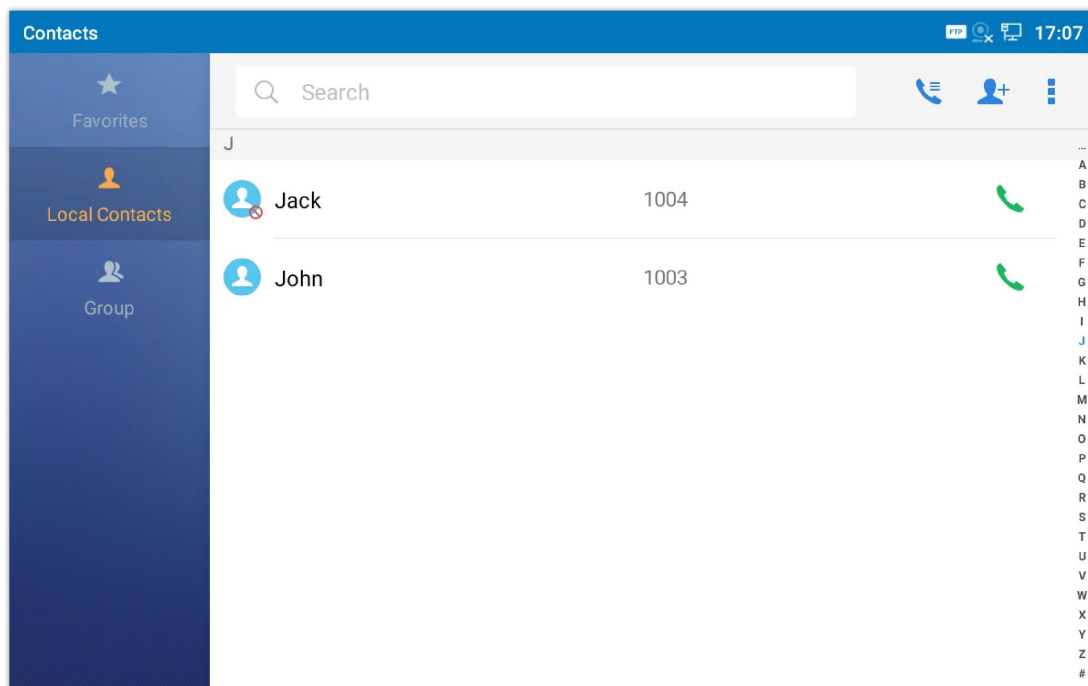 Contacts
FTP
17:07
Favorites
Local Contacts
Group
Search
J
Jack 1004
John 1003
...
A
B
C
D
E
F
G
H
I
J
K
L
M
N
O
P
Q
R
S
T
U
V
W
X
Y
Z
#